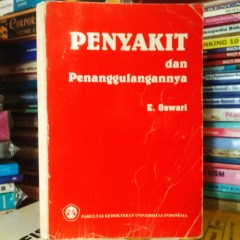 PENYAKIT
dan
Penanggulangannya
E. Oswari
FAKULTAS KEDOKTERAN UNIVERSITAS INDONESIA